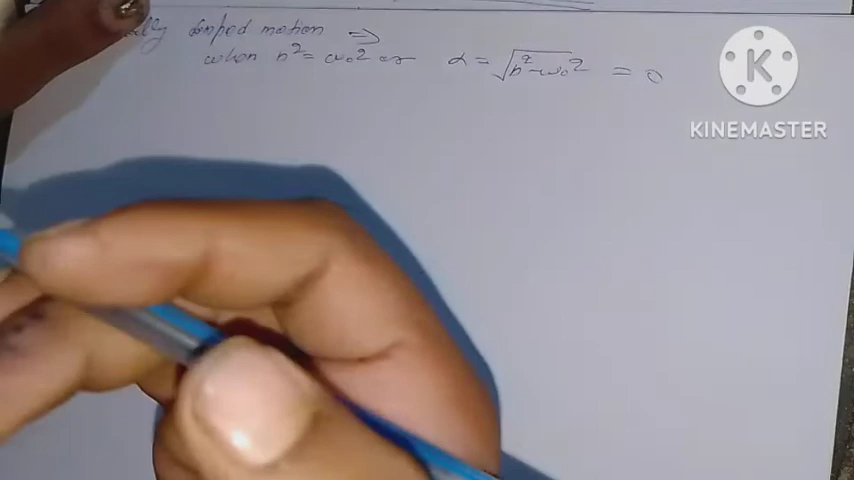 damped motion ⇒
when n² = ω₀² or α = √n²-ω₀² = 0
K
KINEMASTER